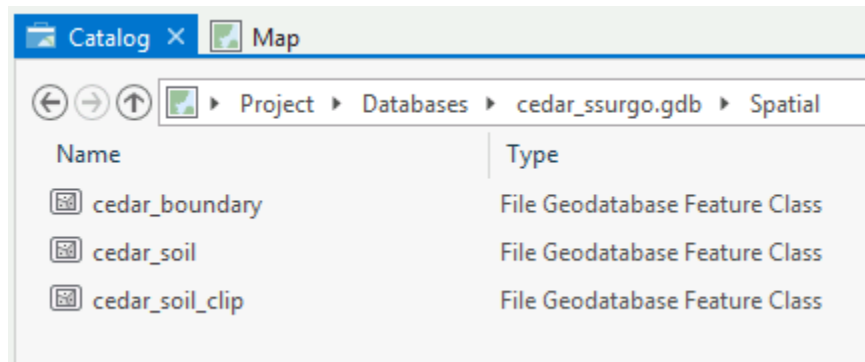 Catalog Map
Project Databases cedar_ssurgo.gdb Spatial
Name Type
cedar_boundary File Geodatabase Feature Class
cedar_soil File Geodatabase Feature Class
cedar_soil_clip File Geodatabase Feature Class